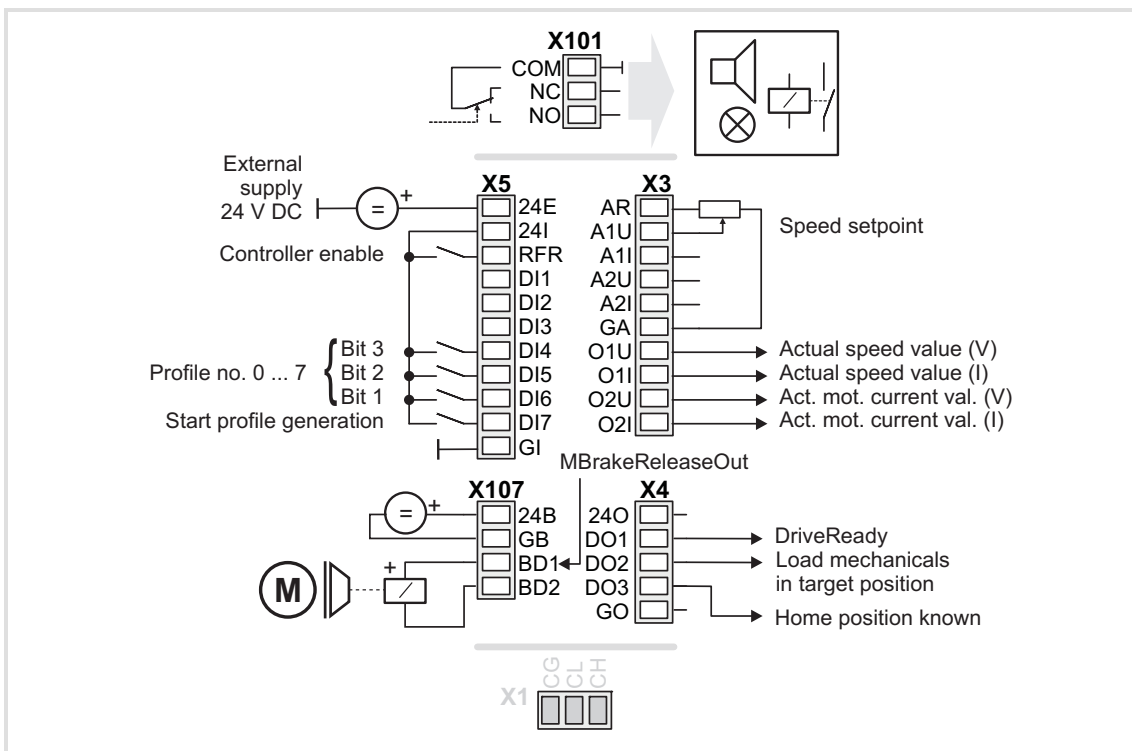 X101
COM
NC
NO
External
supply
24 V DC
=
+
Controller enable
Profile no. 0 ... 7
{
Bit 3
Bit 2
Bit 1
Start profile generation
X5
24E
24I
RFR
DI1
DI2
DI3
DI4
DI5
DI6
DI7
GI
X3
AR
A1U
A1I
A2U
A2I
GA
O1U
O1I
O2U
O2I
Speed setpoint
Actual speed value (V)
Actual speed value (I)
Act. mot. current val. (V)
Act. mot. current val. (I)
MBrakeReleaseOut
X107
=
+
24B
GB
BD1
BD2
M
+
X4
24O
DO1
DO2
DO3
GO
DriveReady
Load mechanicals
in target position
Home position known
X1
CG
CL
CH